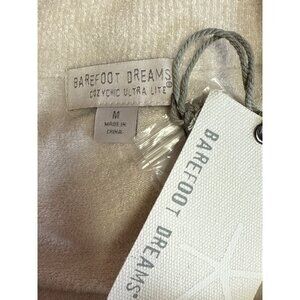 BAREFOOT DREAMS®
COZYCHIC ULTRA LITE®
M
MADE IN
CHINA
BAREFOOT DREAMS®